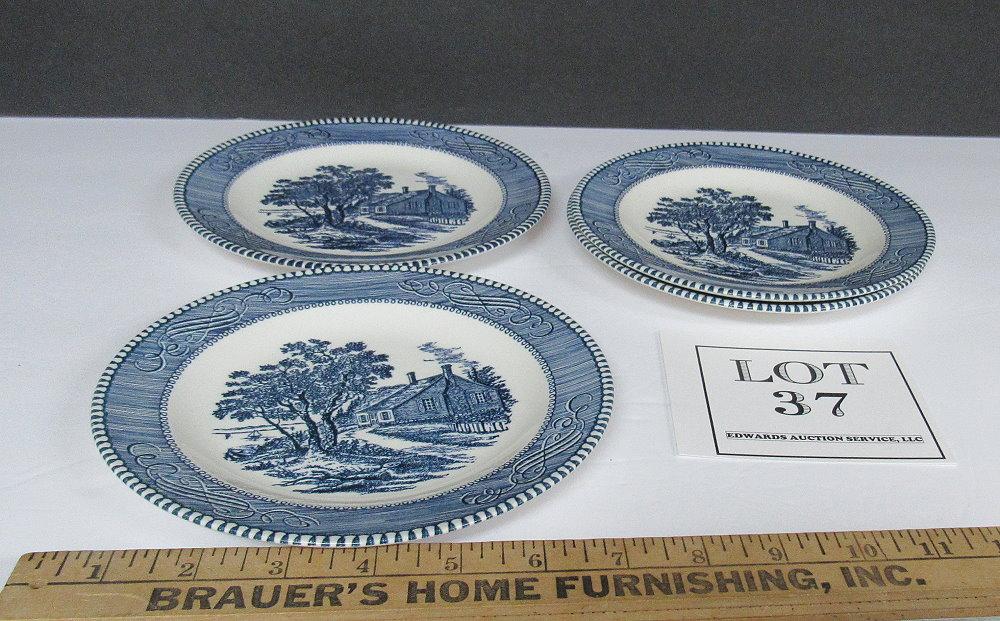 LOT
37
EDWARDS AUCTION SERVICE, LLC
1 2 3 4 5 6 7 8 9 10 11
BRAUER'S HOME FURNISHING, INC.